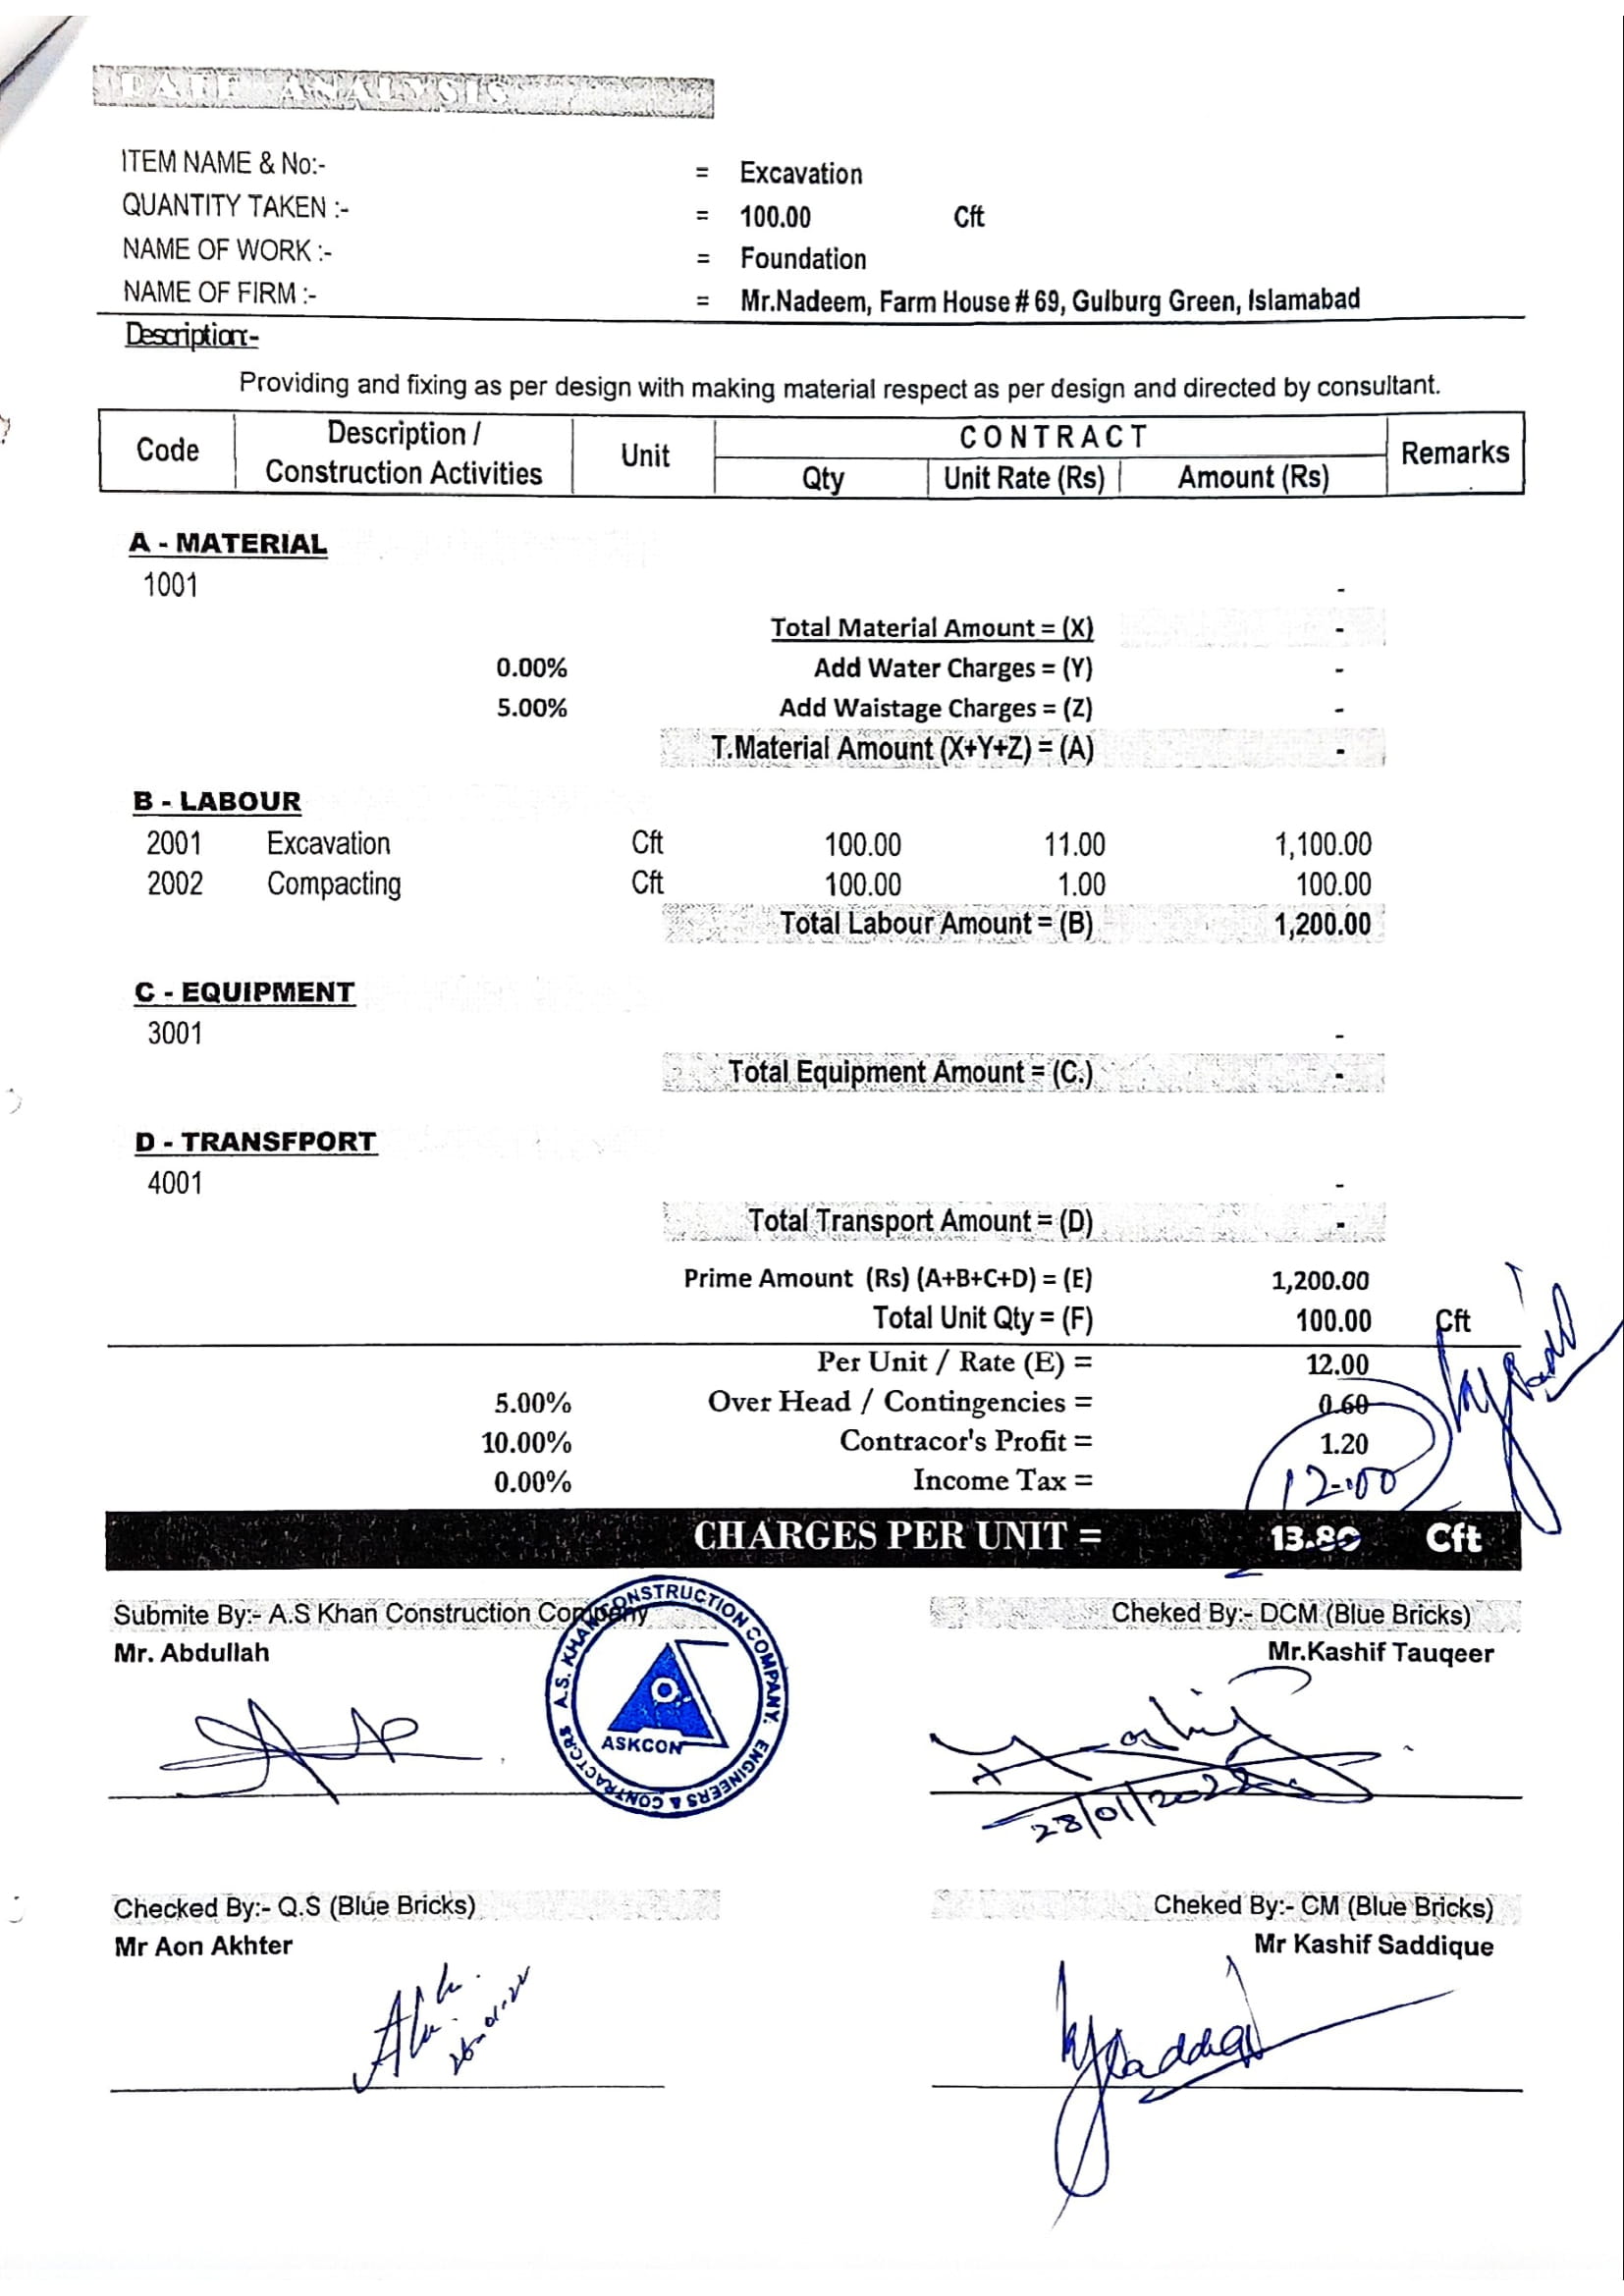 RATE ANALYSIS
ITEM NAME & No:- = Excavation
QUANTITY TAKEN :- = 100.00 Cft
NAME OF WORK :- = Foundation
NAME OF FIRM :- = Mr.Nadeem, Farm House # 69, Gulburg Green, Islamabad
Description:-
Providing and fixing as per design with making material respect as per design and directed by consultant.
Code Description / Construction Activities Unit CONTRACT Remarks
Qty Unit Rate (Rs) Amount (Rs)
A - MATERIAL
1001 -
Total Material Amount = (X) -
0.00% Add Water Charges = (Y) -
5.00% Add Waistage Charges = (Z) -
T.Material Amount (X+Y+Z) = (A) -
B - LABOUR
2001 Excavation Cft 100.00 11.00 1,100.00
2002 Compacting Cft 100.00 1.00 100.00
Total Labour Amount = (B) 1,200.00
C - EQUIPMENT
3001 -
Total Equipment Amount = (C.) -
D - TRANSFPORT
4001 -
Total Transport Amount = (D) -
Prime Amount (Rs) (A+B+C+D) = (E) 1,200.00
Total Unit Qty = (F) 100.00 Cft
Per Unit / Rate (E) = 12.00
5.00% Over Head / Contingencies = 0.60
10.00% Contracor's Profit = 1.20
0.00% Income Tax =
12.00
CHARGES PER UNIT = 13.80 Cft
Submite By:- A.S Khan Construction Company Cheked By:- DCM (Blue Bricks)
Mr. Abdullah Mr.Kashif Tauqeer
A.S. KHAN CONSTRUCTION COMPANY. ENGINEERS & CONTRACTORS
ASKCON
28/01/2022
Checked By:- Q.S (Blue Bricks) Cheked By:- CM (Blue Bricks)
Mr Aon Akhter Mr Kashif Saddique